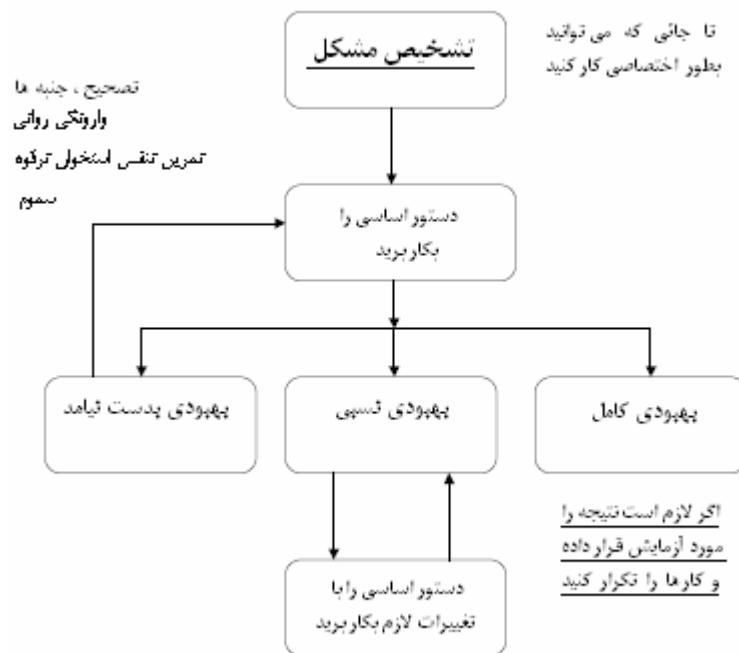 تشخیص مشکل
تا جائی که می توانید
بطور اختصاصی کار کنید
تصحیح ، جنبه ها
وارونگی روانی
تمرین تنفس استخوان ترقوه
سموم
دستور اساسی را
بکار برید
بهبودی کامل
بهبودی نسبی
بهبودی بدست نیامد
اگر لازم است نتیجه را
مورد آزمایش قرار داده
و کارها را تکرار کنید
دستور اساسی را با
تغییرات لازم بکار برید